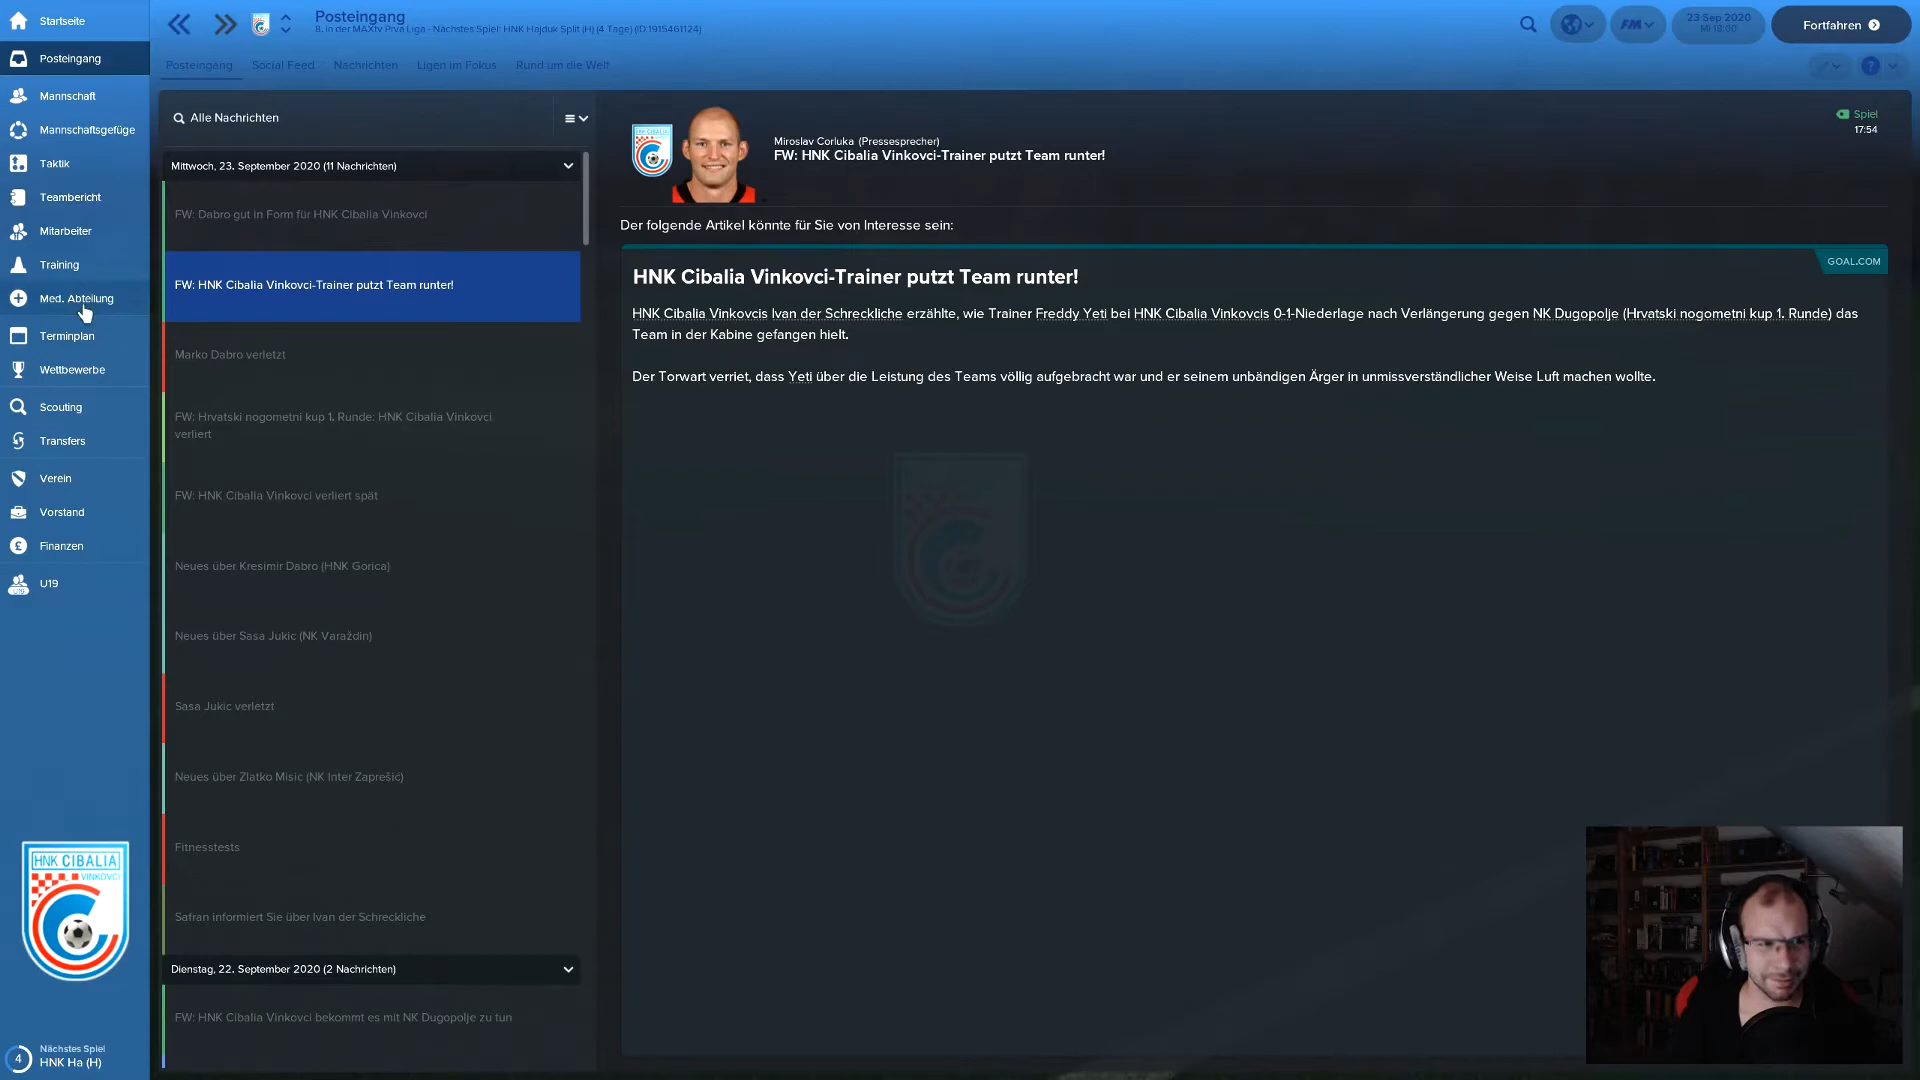 Startseite
Posteingang
Mannschaft
Mannschaftsgefüge
Taktik
Teambericht
Mitarbeiter
Training
Med. Abteilung
Terminplan
Wettbewerbe
Scouting
Transfers
Verein
Vorstand
Finanzen
U19
HNK CIBALIA
VINKOVCI
4
Nächstes Spiel
HNK Ha (H)
Posteingang
8. in der MAXtv Prva Liga - Nächstes Spiel: HNK Hajduk Split (H) (4 Tage) (ID:1915461124)
FM
23 Sep 2020
Mi 18:00
Fortfahren
Posteingang
Social Feed
Nachrichten
Ligen im Fokus
Rund um die Welt
Alle Nachrichten
Mittwoch, 23. September 2020 (11 Nachrichten)
FW: Dabro gut in Form für HNK Cibalia Vinkovci
FW: HNK Cibalia Vinkovci-Trainer putzt Team runter!
Marko Dabro verletzt
FW: Hrvatski nogometni kup 1. Runde: HNK Cibalia Vinkovci
verliert
FW: HNK Cibalia Vinkovci verliert spät
Neues über Kresimir Dabro (HNK Gorica)
Neues über Sasa Jukic (NK Varaždin)
Sasa Jukic verletzt
Neues über Zlatko Misic (NK Inter Zaprešić)
Fitnesstests
Safran informiert Sie über Ivan der Schreckliche
Dienstag, 22. September 2020 (2 Nachrichten)
FW: HNK Cibalia Vinkovci bekommt es mit NK Dugopolje zu tun
Miroslav Corluka (Pressesprecher)
FW: HNK Cibalia Vinkovci-Trainer putzt Team runter!
Spiel
17:54
Der folgende Artikel könnte für Sie von Interesse sein:
GOAL.COM
HNK Cibalia Vinkovci-Trainer putzt Team runter!
HNK Cibalia Vinkovcis Ivan der Schreckliche erzählte, wie Trainer Freddy Yeti bei HNK Cibalia Vinkovcis 0-1-Niederlage nach Verlängerung gegen NK Dugopolje (Hrvatski nogometni kup 1. Runde) das
Team in der Kabine gefangen hielt.
Der Torwart verriet, dass Yeti über die Leistung des Teams völlig aufgebracht war und er seinem unbändigen Ärger in unmissverständlicher Weise Luft machen wollte.